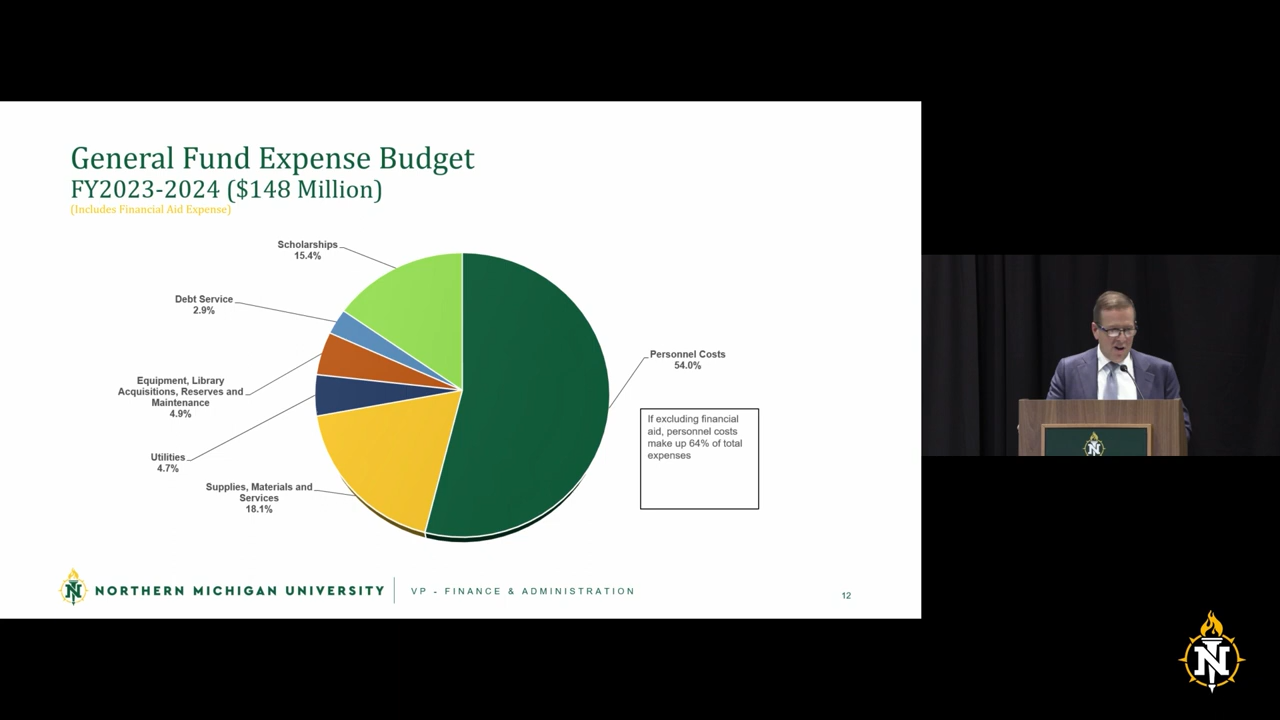 General Fund Expense Budget
FY2023-2024 ($148 Million)
(Includes Financial Aid Expense)
Scholarships
15.4%
Debt Service
2.9%
Equipment, Library
Acquisitions, Reserves and
Maintenance
4.9%
Utilities
4.7%
Supplies, Materials and
Services
18.1%
Personnel Costs
54.0%
If excluding financial
aid, personnel costs
make up 64% of total
expenses
N
NORTHERN MICHIGAN UNIVERSITY
VP - FINANCE & ADMINISTRATION
12
N
N